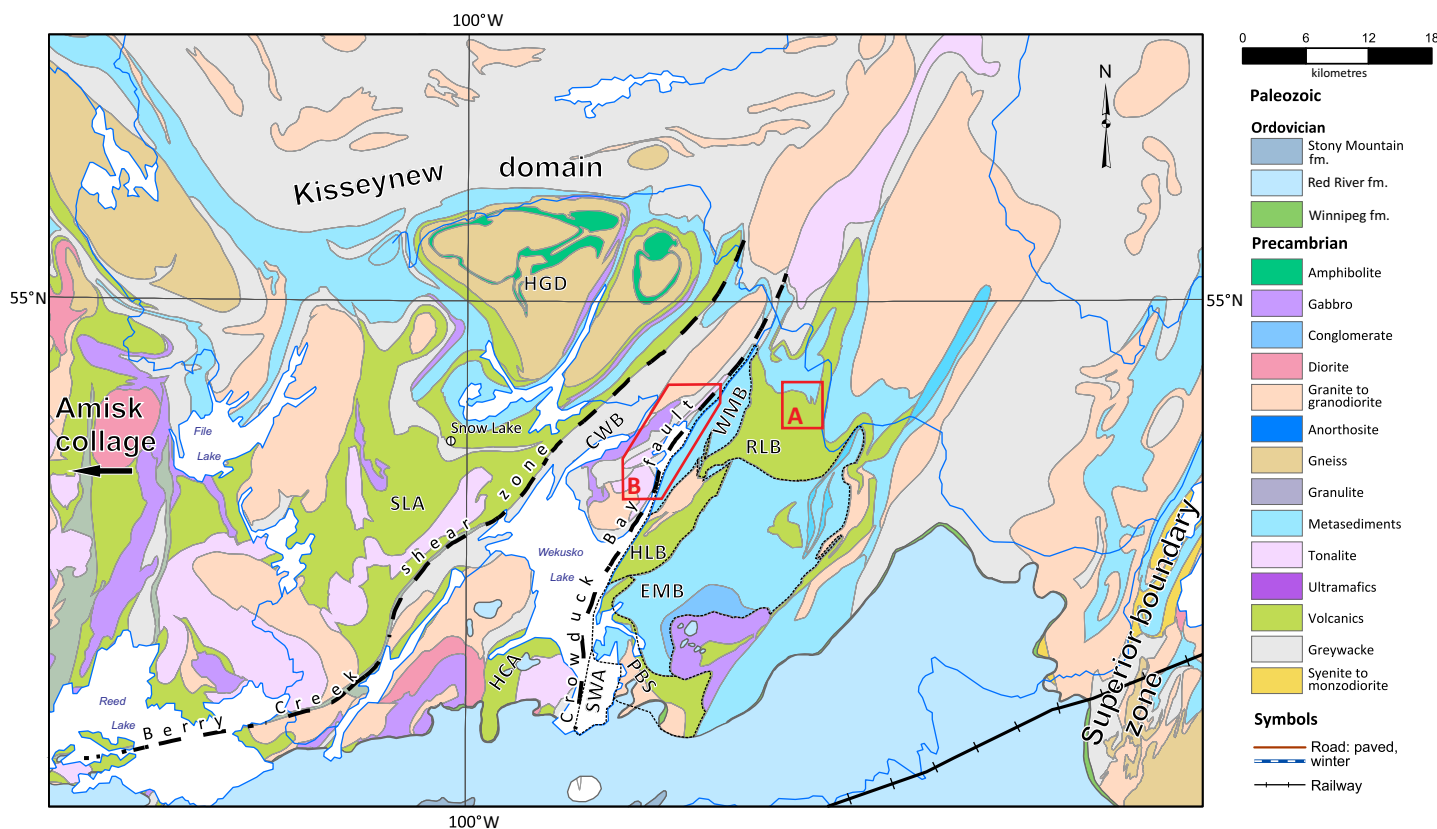 100°W
0 6 12 18
kilometres
N
Kisseynew domain
55°N
55°N
HGD
Amisk
collage
File
Lake
Snow Lake
CWB
WMB
RLB
A
B
SLA
Berry Creek shear zone
Crowduck Bay fault
Wekusko
Lake
HLB
EMB
HCA
SWA
PBS
Reed
Lake
Superior boundary
zone
100°W
Paleozoic
Ordovician
Stony Mountain
fm.
Red River fm.
Winnipeg fm.
Precambrian
Amphibolite
Gabbro
Conglomerate
Diorite
Granite to
granodiorite
Anorthosite
Gneiss
Granulite
Metasediments
Tonalite
Ultramafics
Volcanics
Greywacke
Syenite to
monzodiorite
Symbols
Road: paved,
winter
Railway